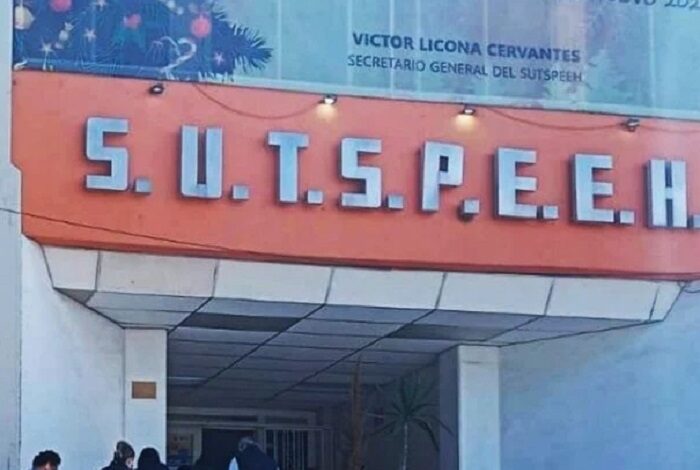 VICTOR LICONA CERVANTES
SECRETARIO GENERAL DEL SUTSPEEH
S.U.T.S.P.E.E.H.